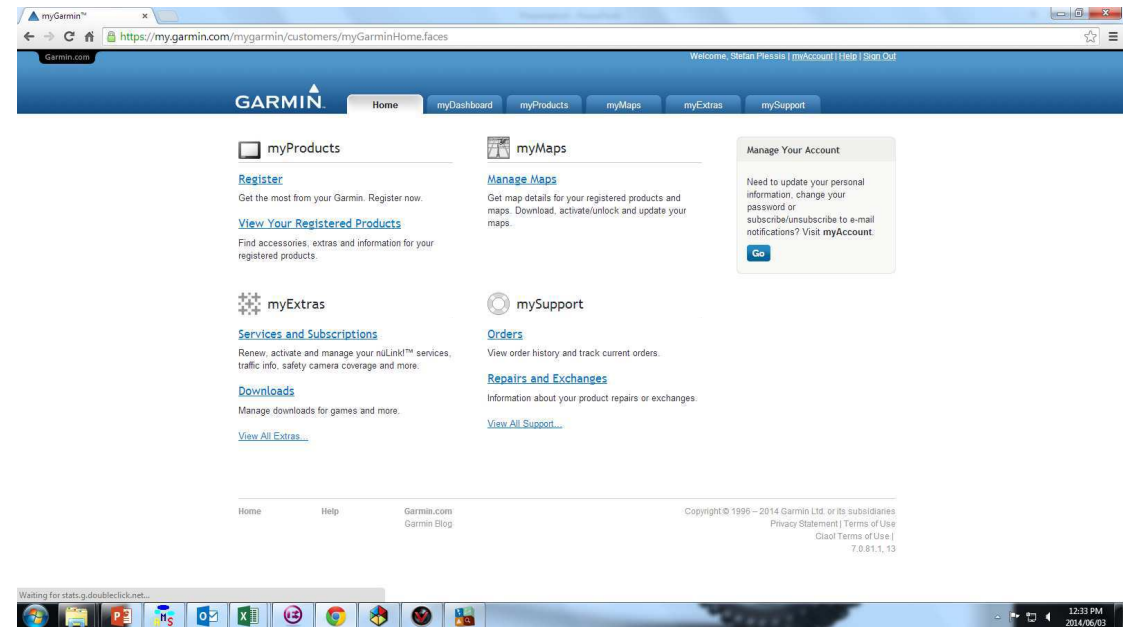 myGarmin™
https://my.garmin.com/mygarmin/customers/myGarminHome.faces
Garmin.com
Welcome, Stefan Plessis | myAccount | Help | Sign Out
GARMIN.
Home myDashboard myProducts myMaps myExtras mySupport
myProducts
Register
Get the most from your Garmin. Register now.
View Your Registered Products
Find accessories, extras and information for your
registered products.
myMaps
Manage Maps
Get map details for your registered products and
maps. Download, activate/unlock and update your
maps.
Manage Your Account
Need to update your personal
information, change your
password or
subscribe/unsubscribe to e-mail
notifications? Visit myAccount.
Go
myExtras
Services and Subscriptions
Renew, activate and manage your nüLink!™ services,
traffic info, safety camera coverage and more.
Downloads
Manage downloads for games and more.
View All Extras...
mySupport
Orders
View order history and track current orders.
Repairs and Exchanges
Information about your product repairs or exchanges.
View All Support...
Home Help Garmin.com
Garmin Blog
Copyright © 1996 – 2014 Garmin Ltd. or its subsidiaries
Privacy Statement | Terms of Use
Ciao! Terms of Use |
7.0.81.1, 13
Waiting for stats.g.doubleclick.net...
12:33 PM
2014/06/03